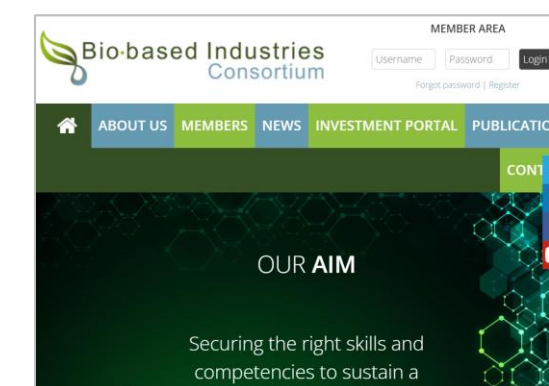 MEMBER AREA
Bio-based Industries
Consortium
Username Password Login
Forgot password | Register
ABOUT US MEMBERS NEWS INVESTMENT PORTAL PUBLICATIO
CONT
OUR AIM
Securing the right skills and
competencies to sustain a